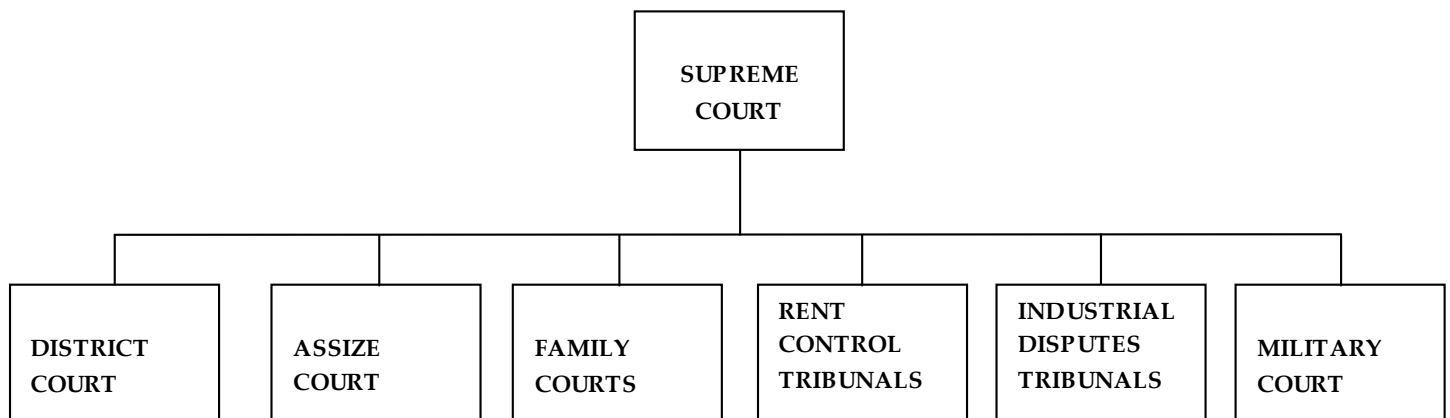 SUPREME
COURT
DISTRICT
COURT
ASSIZE
COURT
FAMILY
COURTS
RENT
CONTROL
TRIBUNALS
INDUSTRIAL
DISPUTES
TRIBUNALS
MILITARY
COURT